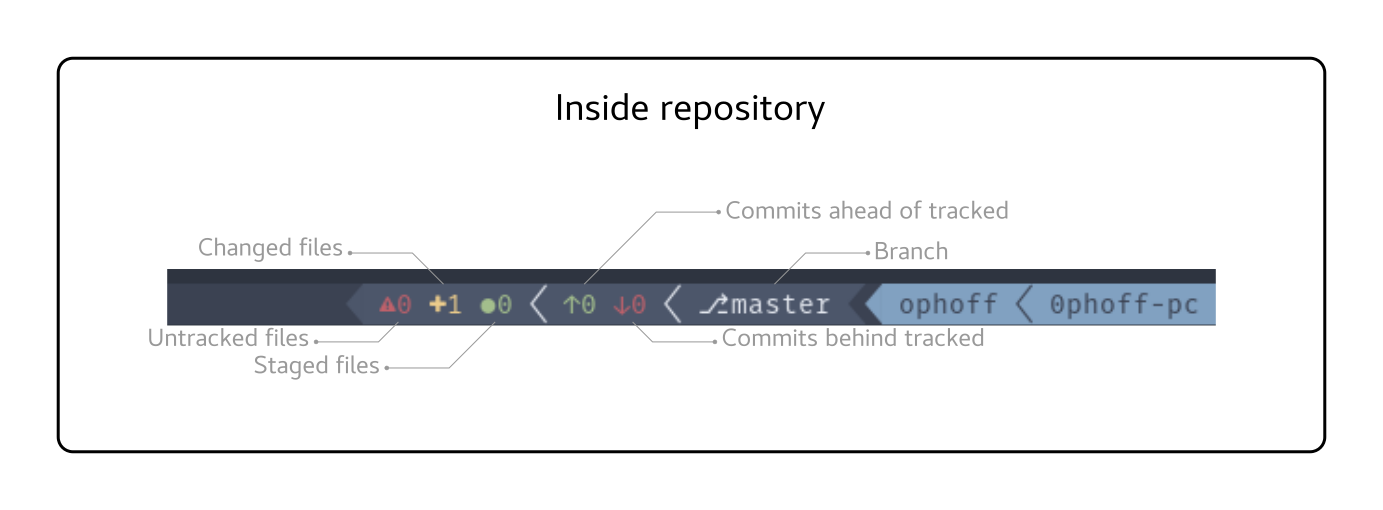 Inside repository
Commits ahead of tracked
Changed files
Branch
▲0 ✚1 ●0 ↑0 ↓0 ⎇master ophoff 0phoff-pc
Untracked files
Commits behind tracked
Staged files